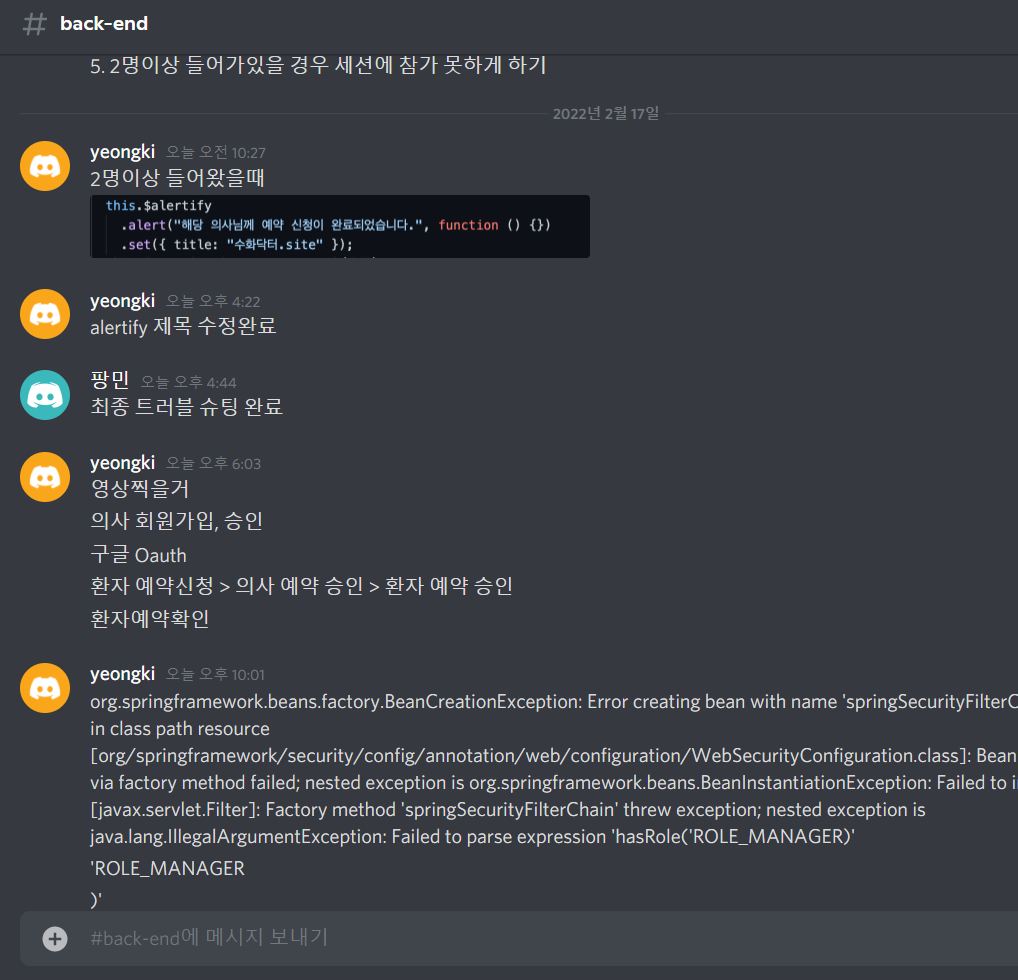 # back-end
5. 2명이상 들어가있을 경우 세션에 참가 못하게 하기
2022년 2월 17일
yeongki 오늘 오전 10:27
2명이상 들어왔을때
this.$alertify
.alert("해당 의사님께 예약 신청이 완료되었습니다.", function () {})
.set({ title: "수화닥터.site" });
yeongki 오늘 오후 4:22
alertify 제목 수정완료
팡민 오늘 오후 4:44
최종 트러블 슈팅 완료
yeongki 오늘 오후 6:03
영상찍을거
의사 회원가입, 승인
구글 Oauth
환자 예약신청 > 의사 예약 승인 > 환자 예약 승인
환자예약확인
yeongki 오늘 오후 10:01
org.springframework.beans.factory.BeanCreationException: Error creating bean with name 'springSecurityFilterC
in class path resource
[org/springframework/security/config/annotation/web/configuration/WebSecurityConfiguration.class]: Bean
via factory method failed; nested exception is org.springframework.beans.BeanInstantiationException: Failed to i
[javax.servlet.Filter]: Factory method 'springSecurityFilterChain' threw exception; nested exception is
java.lang.IllegalArgumentException: Failed to parse expression 'hasRole('ROLE_MANAGER)'
'ROLE_MANAGER
)'
#back-end에 메시지 보내기